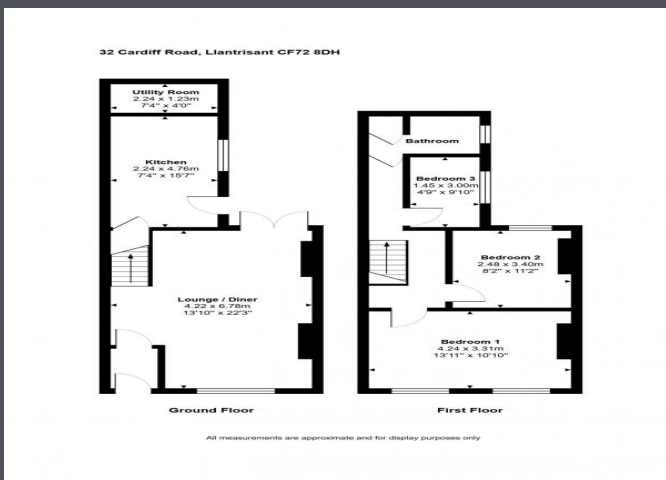 32 Cardiff Road, Llantrisant CF72 8DH
Utility Room
2.24 x 1.23m
7'4" x 4'0"
Kitchen
2.24 x 4.76m
7'4" x 15'7"
Lounge / Diner
4.22 x 6.78m
13'10" x 22'3"
Ground Floor
Bathroom
Bedroom 3
1.45 x 3.00m
4'9" x 9'10"
Bedroom 2
2.48 x 3.40m
8'2" x 11'2"
Bedroom 1
4.24 x 3.31m
13'11" x 10'10"
First Floor
All measurements are approximate and for display purposes only